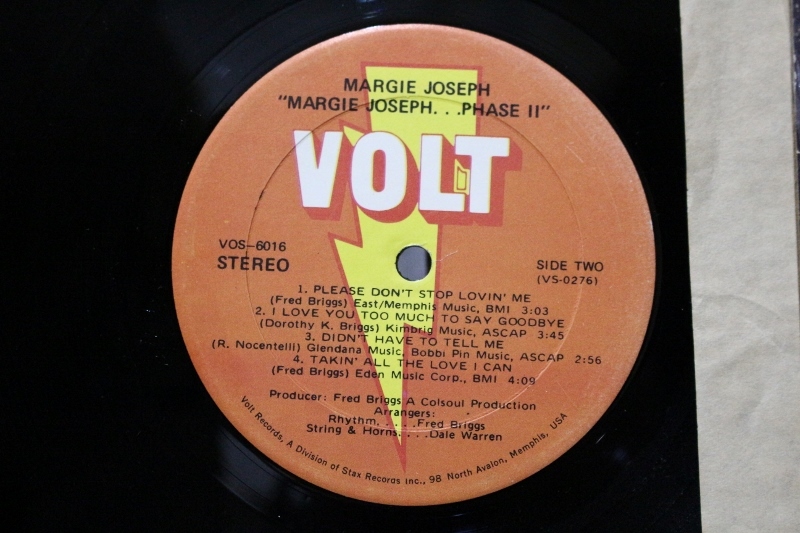 MARGIE JOSEPH
"MARGIE JOSEPH. . .PHASE II"
VOLT
VOS–6016
STEREO
SIDE TWO
(VS-0276)
1. PLEASE DON'T STOP LOVIN' ME
(Fred Briggs) East/Memphis Music, BMI 3:03
2. I LOVE YOU TOO MUCH TO SAY GOODBYE
(Dorothy K. Briggs) Kimbrig Music, ASCAP 3:45
3. DIDN'T HAVE TO TELL ME
(R. Nocentelli) Glendana Music, Bobbi Pin Music, ASCAP 2:56
4. TAKIN' ALL THE LOVE I CAN
(Fred Briggs) Eden Music Corp., BMI 4:09
Producer: Fred Briggs A Colsoul Production
Arrangers:
Rhythm. . . . .Fred Briggs
String & Horns. . . .Dale Warren
Volt Records, A Division of Stax Records Inc., 98 North Avalon, Memphis, USA